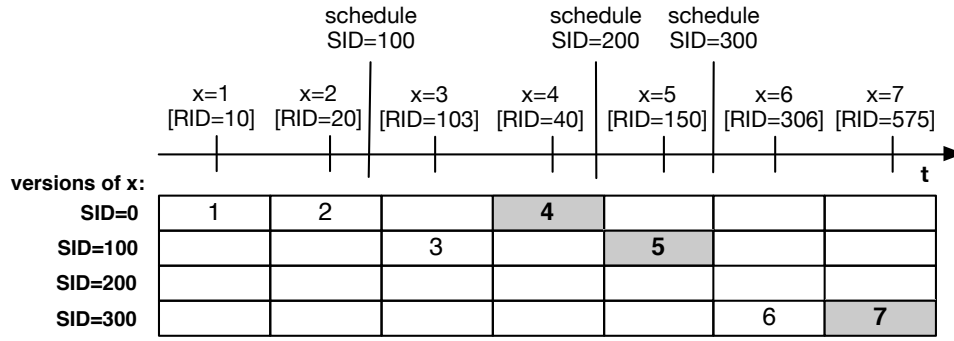 schedule schedule schedule
SID=100 SID=200 SID=300
x=1 x=2 x=3 x=4 x=5 x=6 x=7
[RID=10] [RID=20] [RID=103] [RID=40] [RID=150] [RID=306] [RID=575]
t
versions of x:
SID=0 1 2 4
SID=100 3 5
SID=200
SID=300 6 7